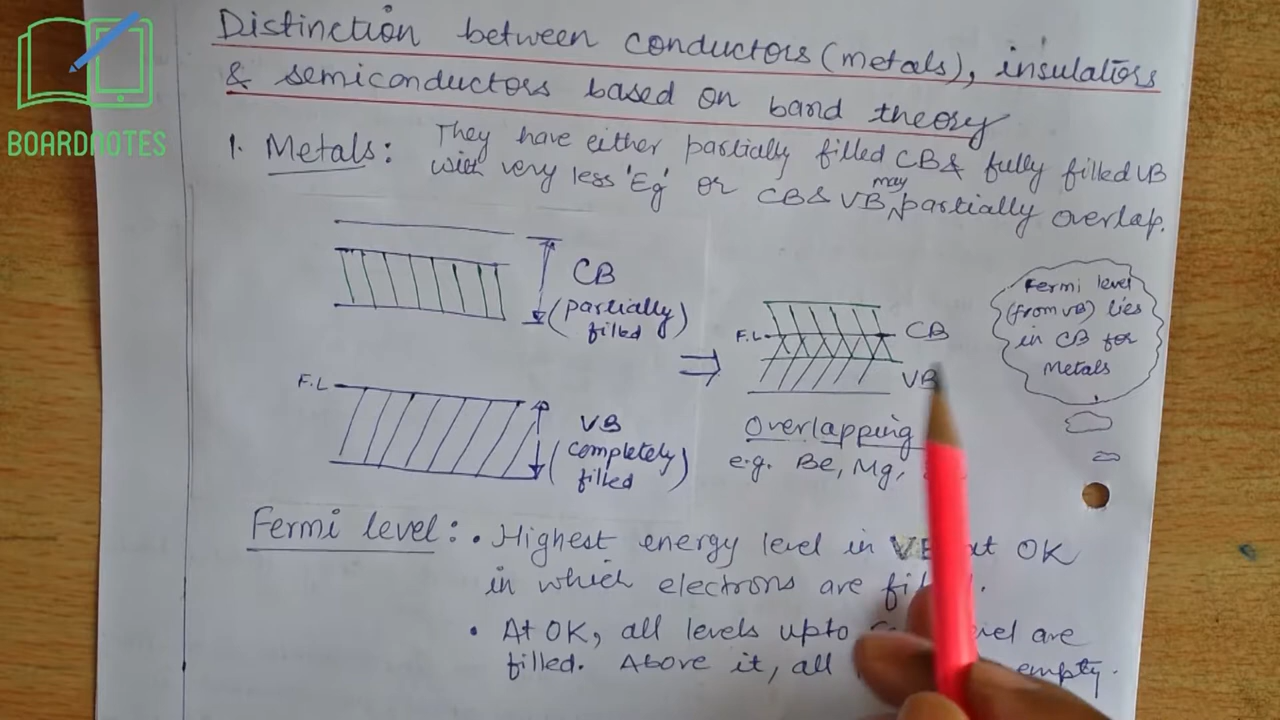 BOARDNOTES
Distinction between conductors (metals), insulators
& semiconductors based on band theory
1. Metals: They have either partially filled CB & fully filled VB
with very less 'Eg' or CB & VB may partially overlap.
CB
(partially
filled)
F.L
VB
(completely
filled)
⇒
F.L
CB
VB
Overlapping
e.g. Be, Mg,
Fermi level
(from VB) lies
in CB for
Metals
Fermi level: • Highest energy level in at OK
in which electrons are
• At OK, all levels upto are
filled. Above it, all empty.